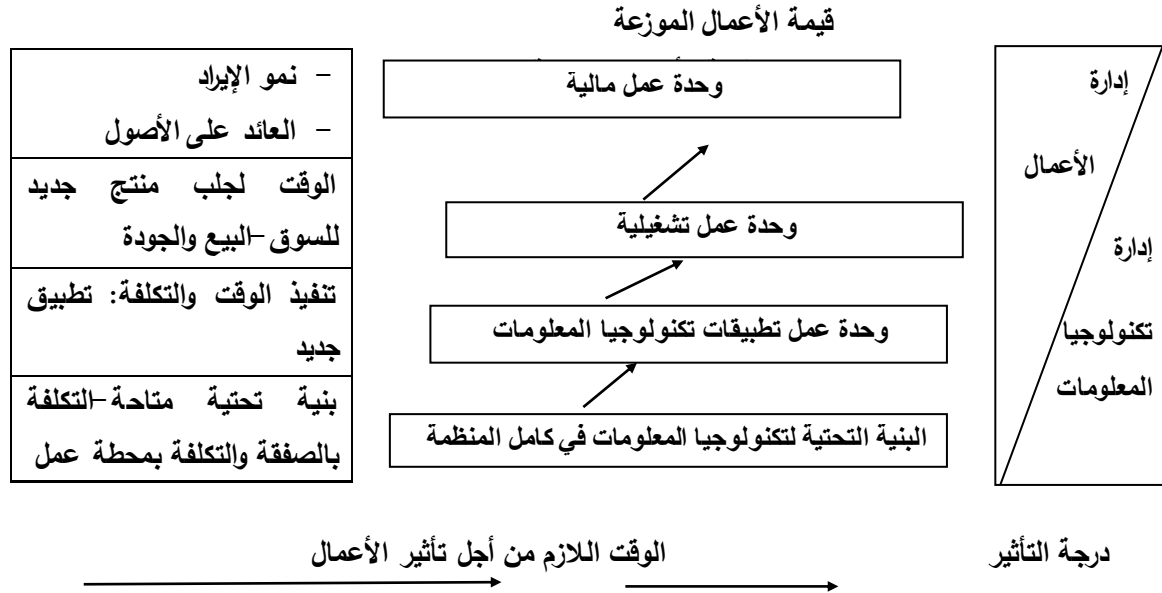 قيمة الأعمال الموزعة
إدارة
الأعمال
إدارة
تكنولوجيا
المعلومات
وحدة عمل مالية
وحدة عمل تشغيلية
وحدة عمل تطبيقات تكنولوجيا المعلومات
البنية التحتية لتكنولوجيا المعلومات في كامل المنظمة
- نمو الإيراد
- العائد على الأصول
الوقت لجلب منتج جديد
للسوق –البيع والجودة
تنفيذ الوقت والتكلفة: تطبيق
جديد
بنية تحتية متاحة–التكلفة
بالصفقة والتكلفة بمحطة عمل
درجة التأثير
الوقت اللازم من أجل تأثير الأعمال